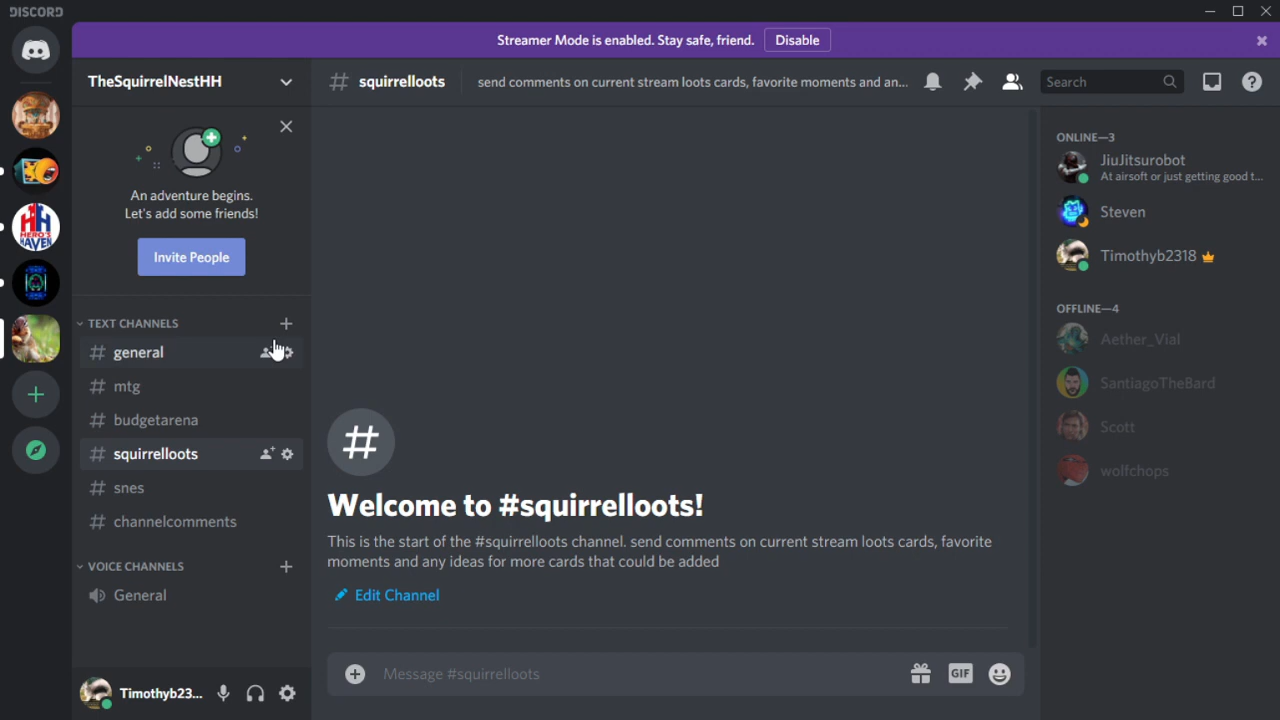 DISCORD
Streamer Mode is enabled. Stay safe, friend. Disable
TheSquirrelNestHH
squirrelloots
send comments on current stream loots cards, favorite moments and an...
Search
HERO'S
HAVEN
An adventure begins.
Let's add some friends!
Invite People
TEXT CHANNELS
# general
# mtg
# budgetarena
# squirrelloots
# snes
# channelcomments
VOICE CHANNELS
General
Timothyb23...
#
Welcome to #squirrelloots!
This is the start of the #squirrelloots channel. send comments on current stream loots cards, favorite
moments and any ideas for more cards that could be added
Edit Channel
Message #squirrelloots
GIF
ONLINE—3
JiuJitsurobot
At airsoft or just getting good t...
Steven
Timothyb2318
OFFLINE—4
Aether_Vial
SantiagoTheBard
Scott
wolfchops